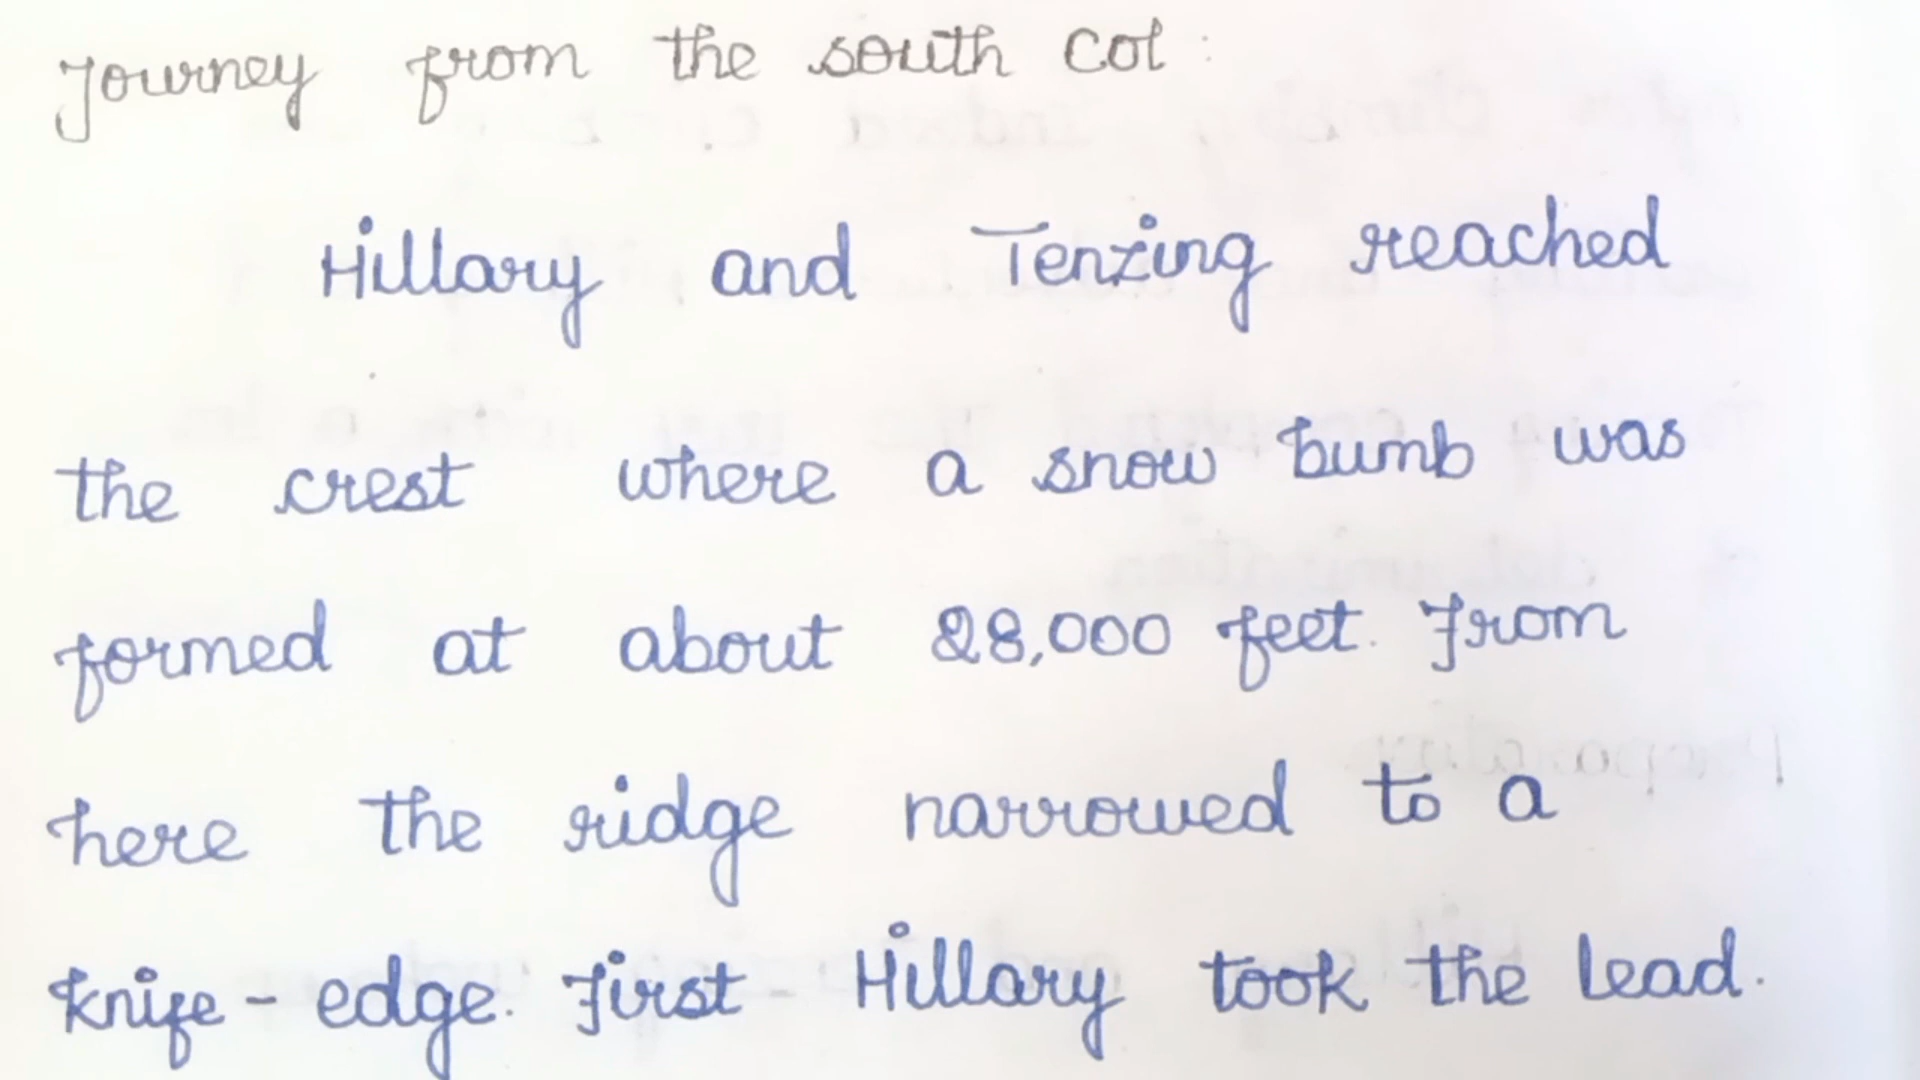 Journey from the south col :
Hillary and Tenzing reached
the crest where a snow bumb was
formed at about 28,000 feet. From
here the ridge narrowed to a
knife - edge. First Hillary took the lead.